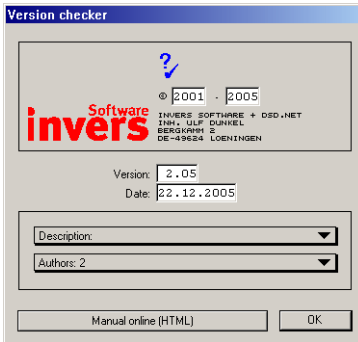 Version checker
?
© 2001 - 2005
Software
invers
INVERS SOFTWARE + DSD.NET
INH. ULF DUNKEL
BERGKAMM 2
DE-49624 LOENINGEN
Version: 2.05
Date: 22.12.2005
Description:
Authors: 2
Manual online (HTML)
OK